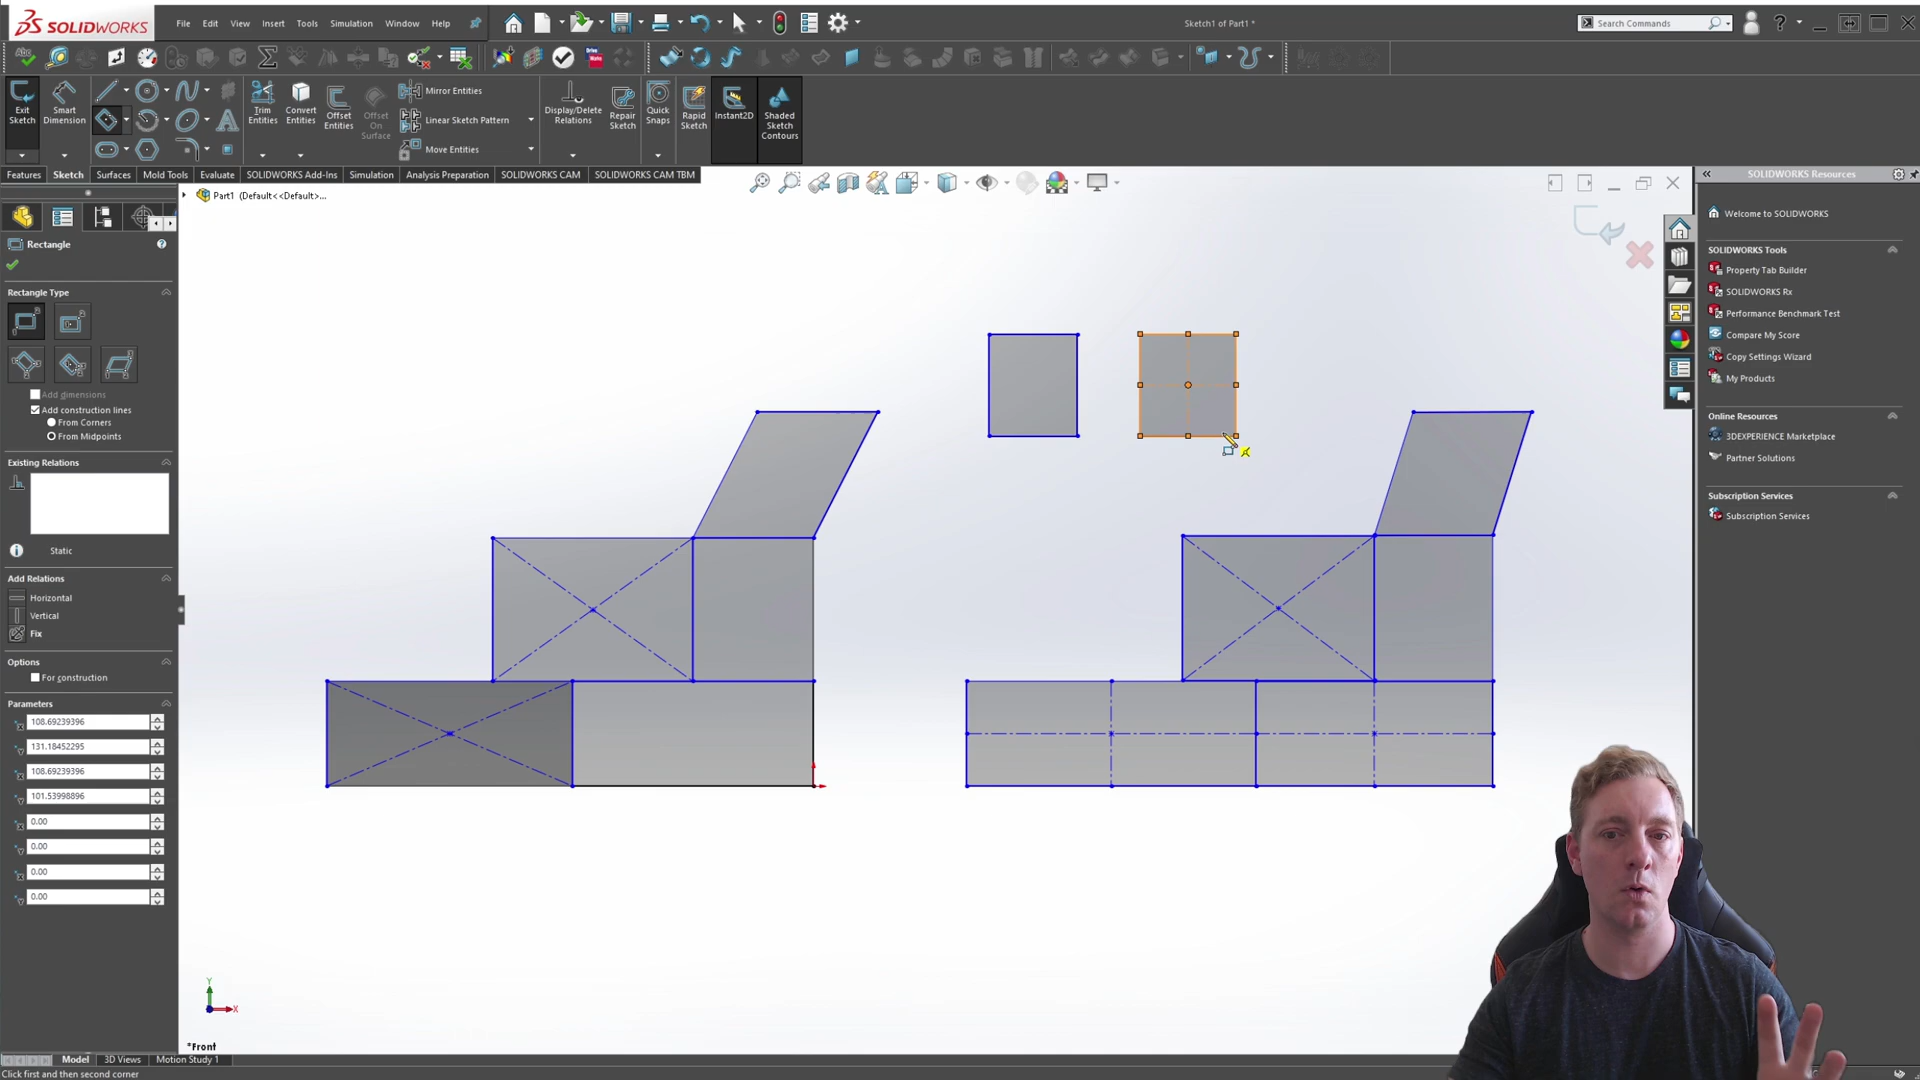 SOLIDWORKS
File Edit View Insert Tools Simulation Window Help
Sketch1 of Part1 *
Search Commands
Exit Sketch
Smart Dimension
Trim Entities
Convert Entities
Offset Entities
Offset On Surface
Mirror Entities
Linear Sketch Pattern
Move Entities
Display/Delete Relations
Repair Sketch
Quick Snaps
Rapid Sketch
Instant2D
Shaded Sketch Contours
Features Sketch Surfaces Mold Tools Evaluate SOLIDWORKS Add-Ins Simulation Analysis Preparation SOLIDWORKS CAM SOLIDWORKS CAM TBM
Part1 (Default<<Default>...
Rectangle
Rectangle Type
Add dimensions
Add construction lines
From Corners
From Midpoints
Existing Relations
Static
Add Relations
Horizontal
Vertical
Fix
Options
For construction
Parameters
108.69239396
131.18452295
108.69239396
101.53998896
0.00
0.00
0.00
0.00
SOLIDWORKS Resources
Welcome to SOLIDWORKS
SOLIDWORKS Tools
Property Tab Builder
SOLIDWORKS Rx
Performance Benchmark Test
Compare My Score
Copy Settings Wizard
My Products
Online Resources
3DEXPERIENCE Marketplace
Partner Solutions
Subscription Services
Subscription Services
Y
X
*Front
Model 3D Views Motion Study 1
Click first and then second corner